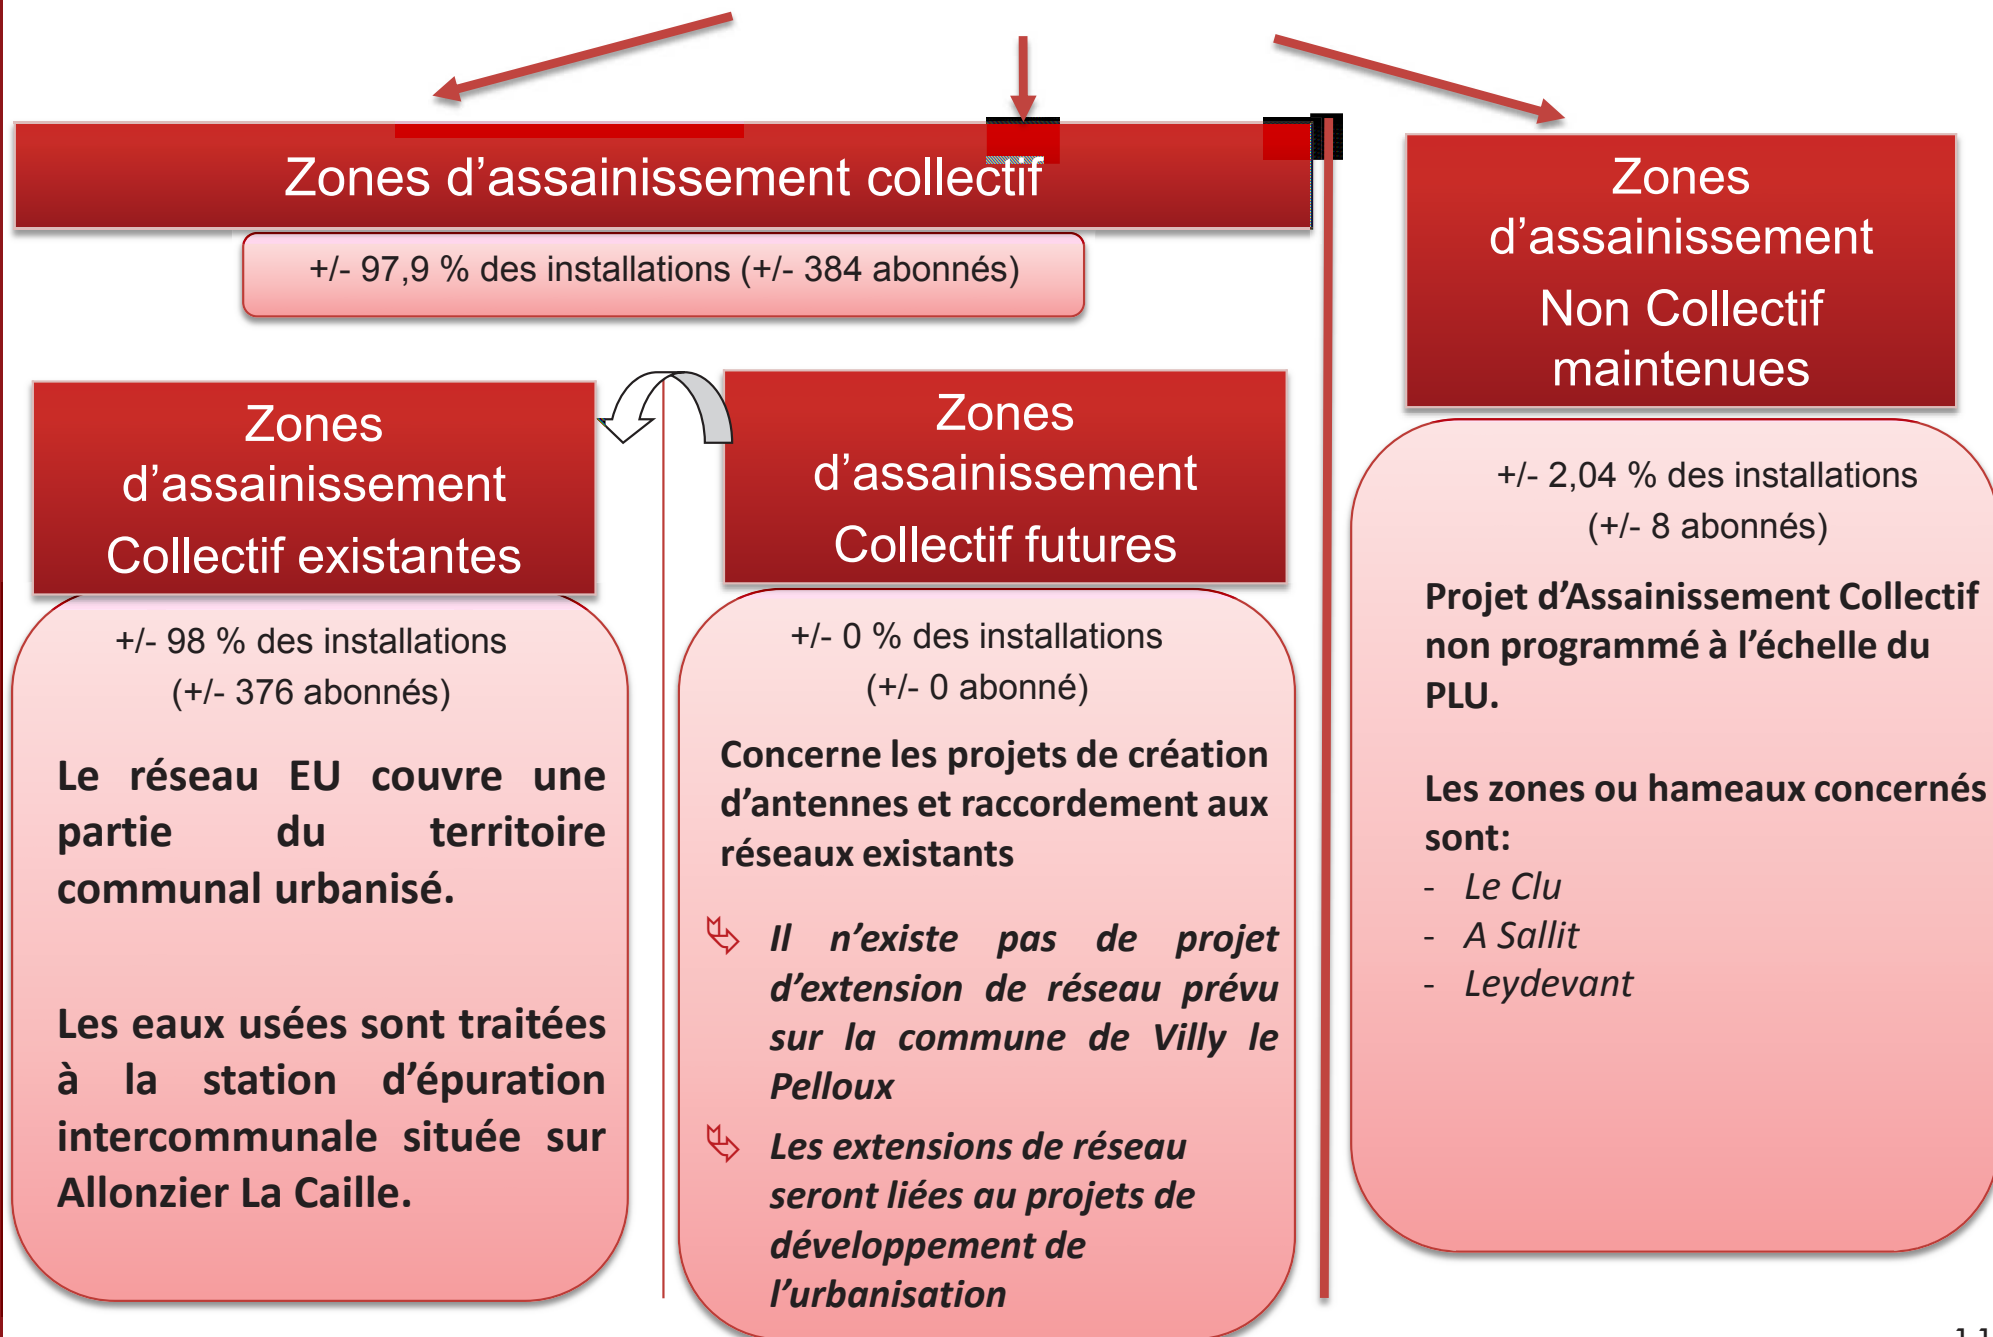 Zones d’assainissement collectif
+/- 97,9 % des installations (+/- 384 abonnés)
Zones
d’assainissement
Collectif existantes
+/- 98 % des installations
(+/- 376 abonnés)
Le réseau EU couvre une
partie du territoire
communal urbanisé.
Les eaux usées sont traitées
à la station d’épuration
intercommunale située sur
Allonzier La Caille.
Zones
d’assainissement
Collectif futures
+/- 0 % des installations
(+/- 0 abonné)
Concerne les projets de création
d’antennes et raccordement aux
réseaux existants
Il n’existe pas de projet
d’extension de réseau prévu
sur la commune de Villy le
Pelloux
Les extensions de réseau
seront liées au projets de
développement de
l’urbanisation
Zones
d’assainissement
Non Collectif
maintenues
+/- 2,04 % des installations
(+/- 8 abonnés)
Projet d’Assainissement Collectif
non programmé à l’échelle du
PLU.
Les zones ou hameaux concernés
sont:
- Le Clu
- A Sallit
- Leydevant